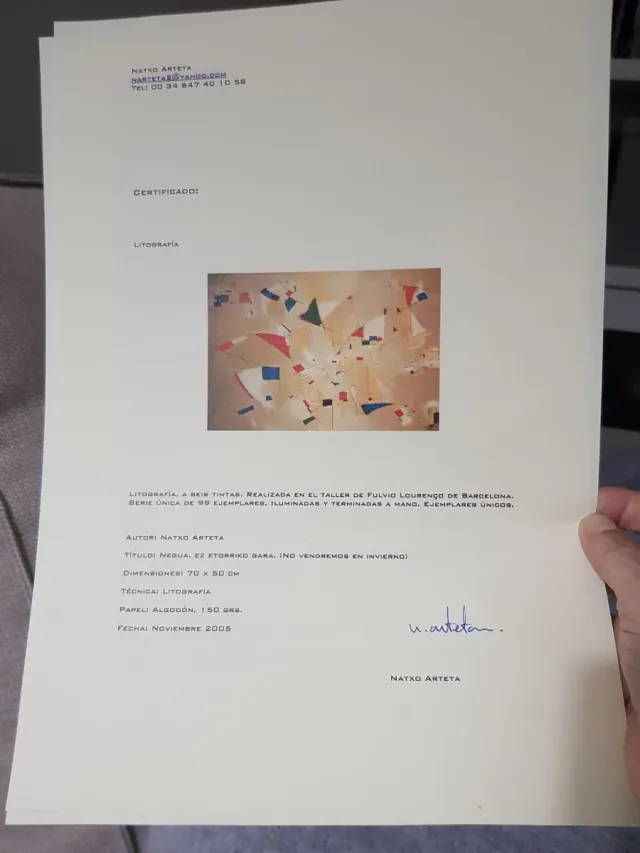 NATXO ARTETA
NARTETA2@YAHOO.COM
TEL: 00 34 647 40 10 58
CERTIFICADO:
LITOGRAFÍA
LITOGRAFÍA, A SEIS TINTAS. REALIZADA EN EL TALLER DE FULVIO LOURENÇO DE BARCELONA.
SERIE ÚNICA DE 99 EJEMPLARES. ILUMINADAS Y TERMINADAS A MANO. EJEMPLARES ÚNICOS.
AUTOR: NATXO ARTETA
TÍTULO: NEGUA, EZ ETORRIKO GARA. (NO VENDREMOS EN INVIERNO)
DIMENSIONES: 70 X 50 CM
TÉCNICA: LITOGRAFÍA
PAPEL: ALGODÓN, 150 GRS.
FECHA: NOVIEMBRE 2005
n. arteta.
NATXO ARTETA